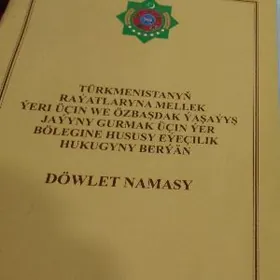 TÜRKMENISTANYŇ
RAÝATLARYNA MELLEK
ÝERI ÜÇIN WE ÖZBAŞDAK ÝAŞAÝYŞ
JAÝYNY GURMAK ÜÇIN ÝER
BÖLEGINE HUSUSY EÝEÇILIK
HUKUGYNY BERÝÄN
DÖWLET NAMASY